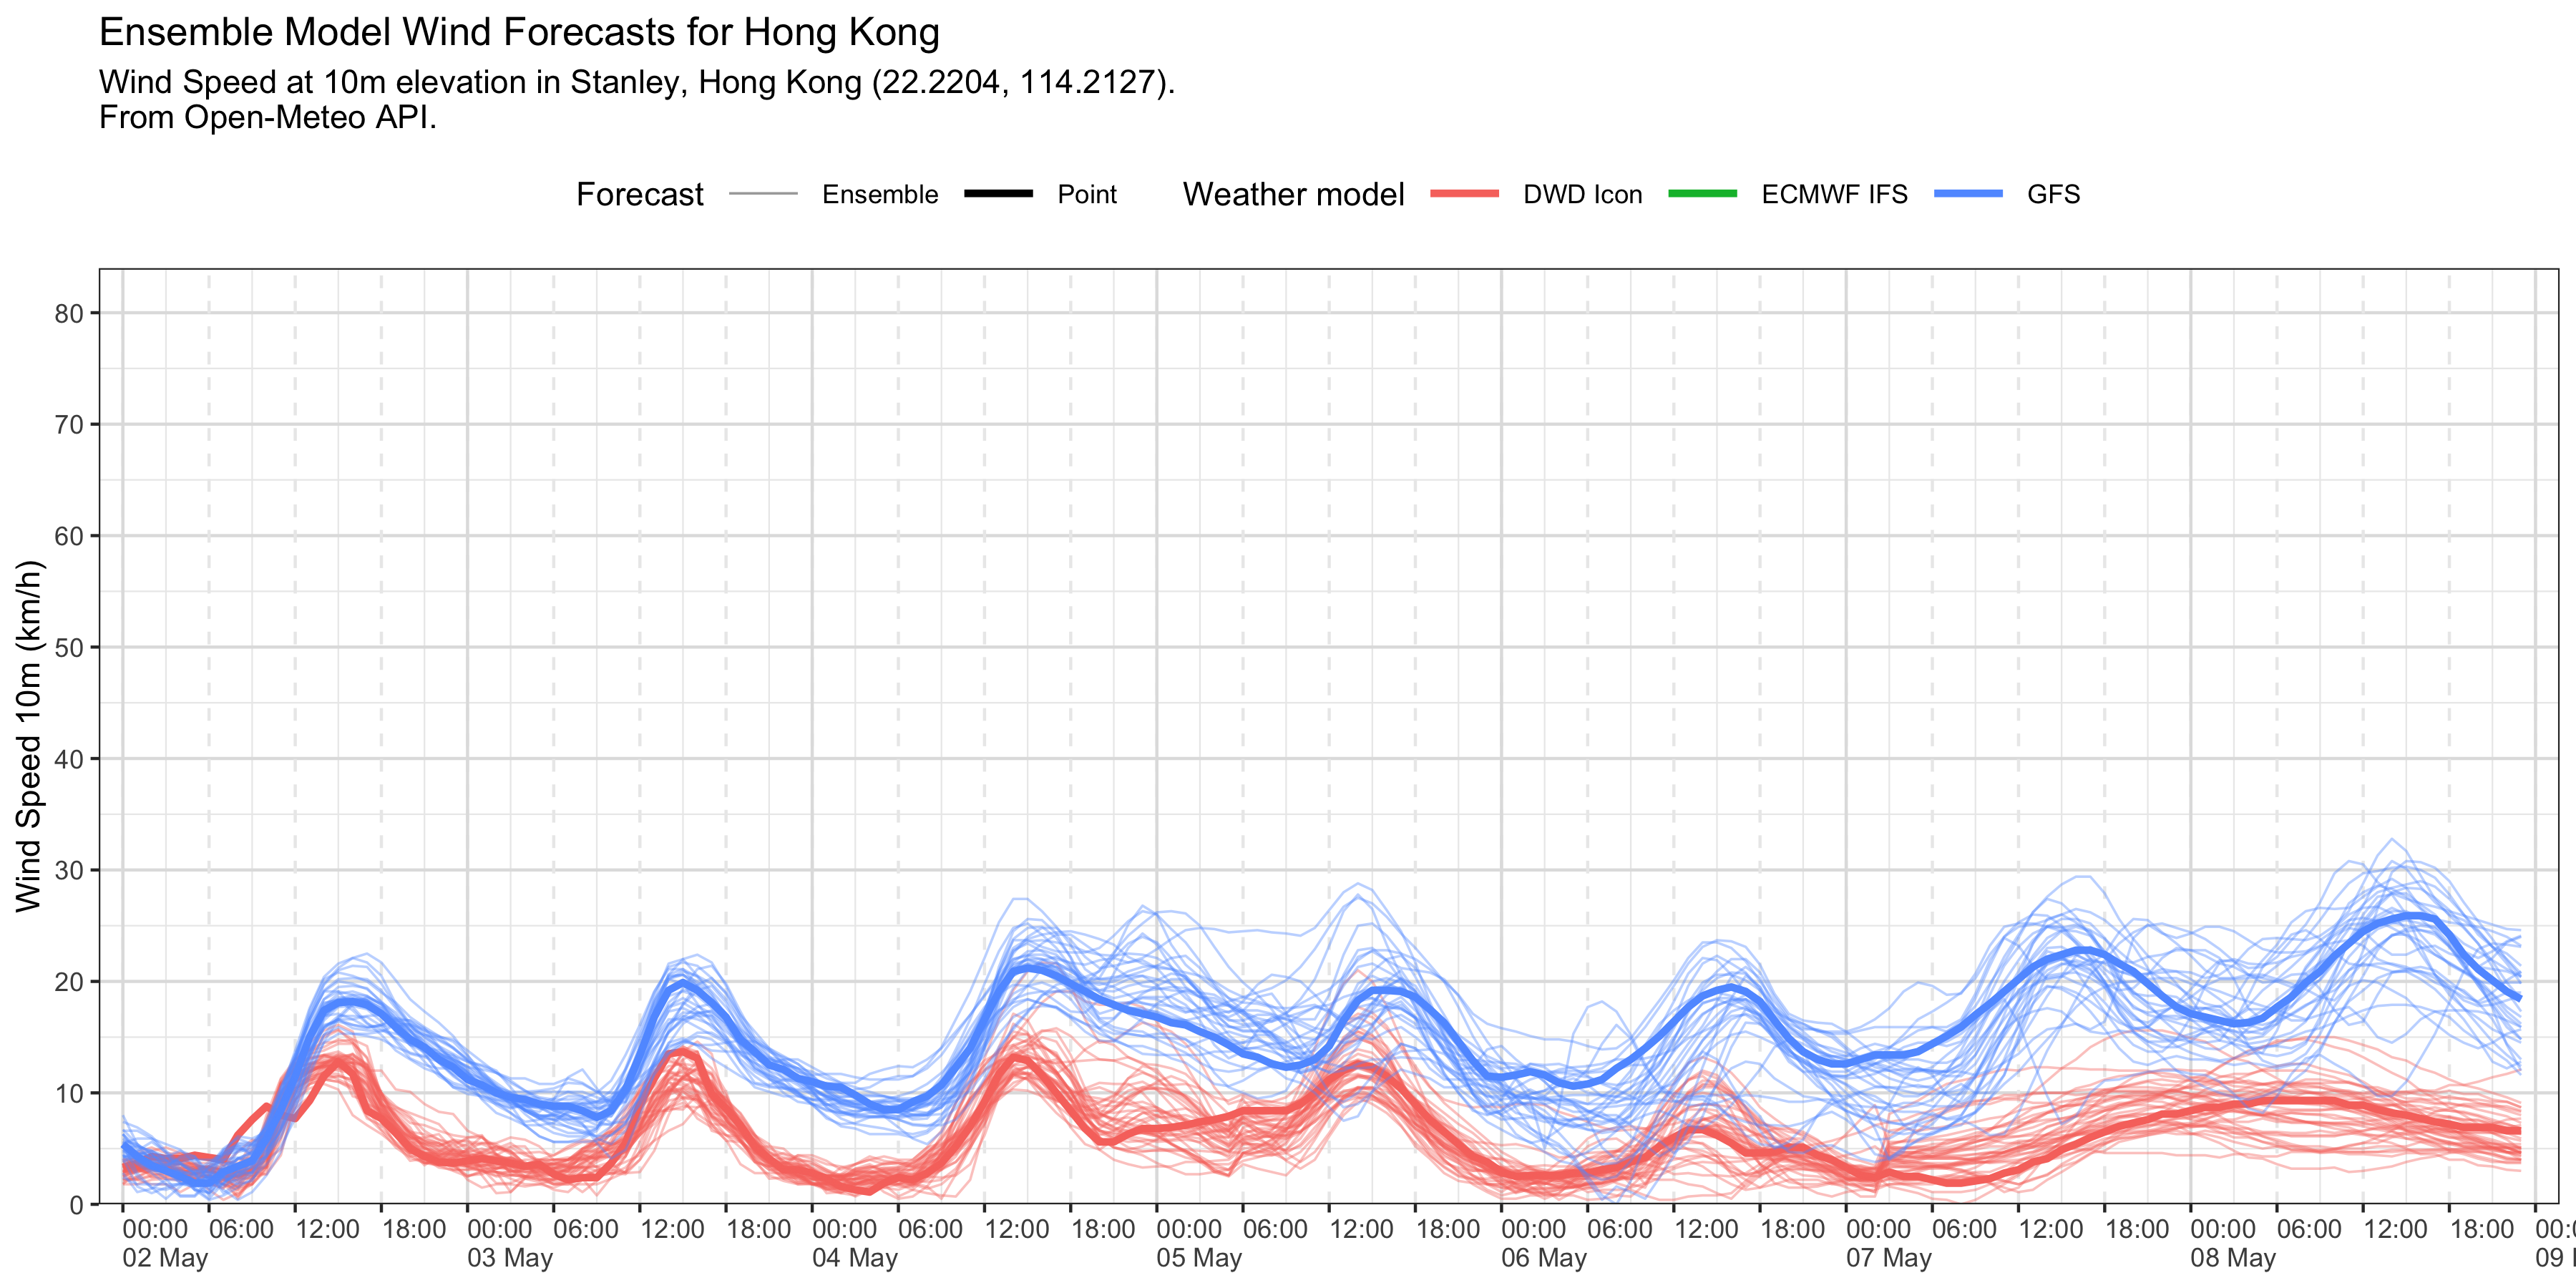 Ensemble Model Wind Forecasts for Hong Kong
Wind Speed at 10m elevation in Stanley, Hong Kong (22.2204, 114.2127).
From Open-Meteo API.
Forecast Ensemble Point Weather model DWD Icon ECMWF IFS GFS
Wind Speed 10m (km/h)
80
70
60
50
40
30
20
10
0
00:00 06:00 12:00 18:00 00:00 06:00 12:00 18:00 00:00 06:00 12:00 18:00 00:00 06:00 12:00 18:00 00:00 06:00 12:00 18:00 00:00 06:00 12:00 18:00 00:00 06:00 12:00 18:00
02 May 03 May 04 May 05 May 06 May 07 May 08 May 09